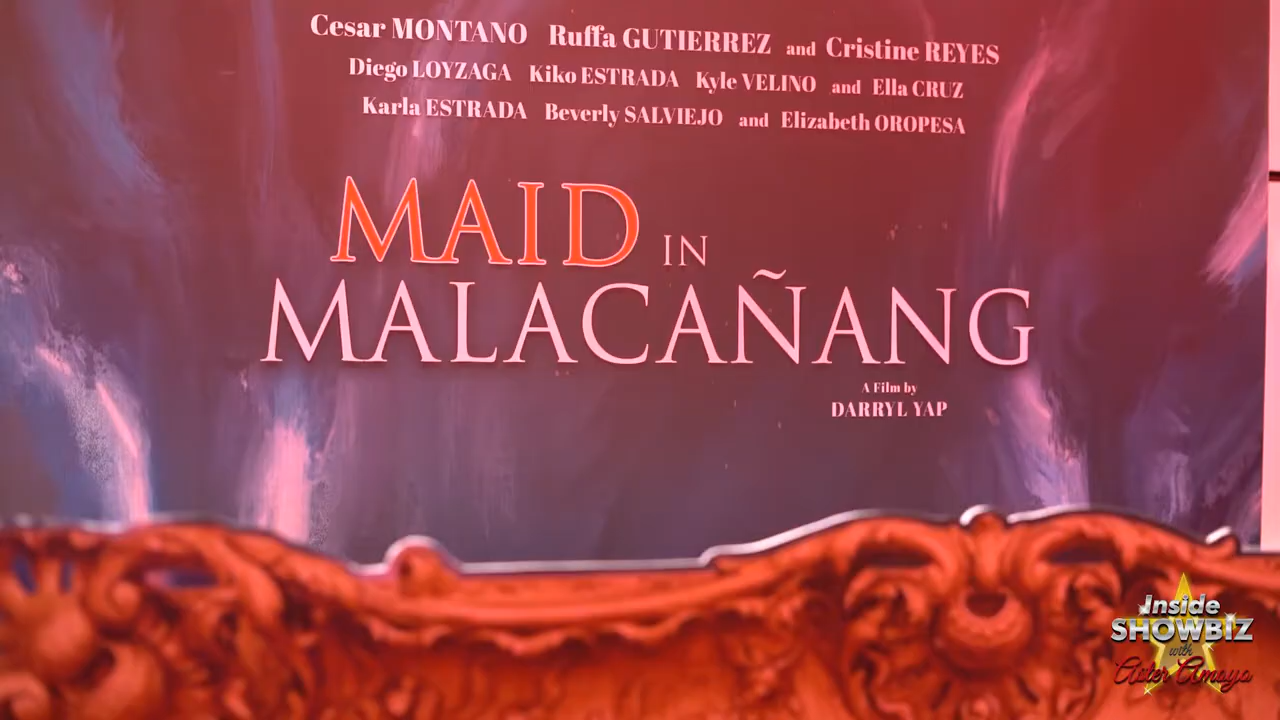 Cesar MONTANO Ruffa GUTIERREZ and Cristine REYES
Diego LOYZAGA Kiko ESTRADA Kyle VELINO and Ella CRUZ
Karla ESTRADA Beverly SALVIEJO and Elizabeth OROPESA
MAID IN
MALACAÑANG
A Film by
DARRYL YAP
Inside
SHOWBIZ
with
Aster Amoyo